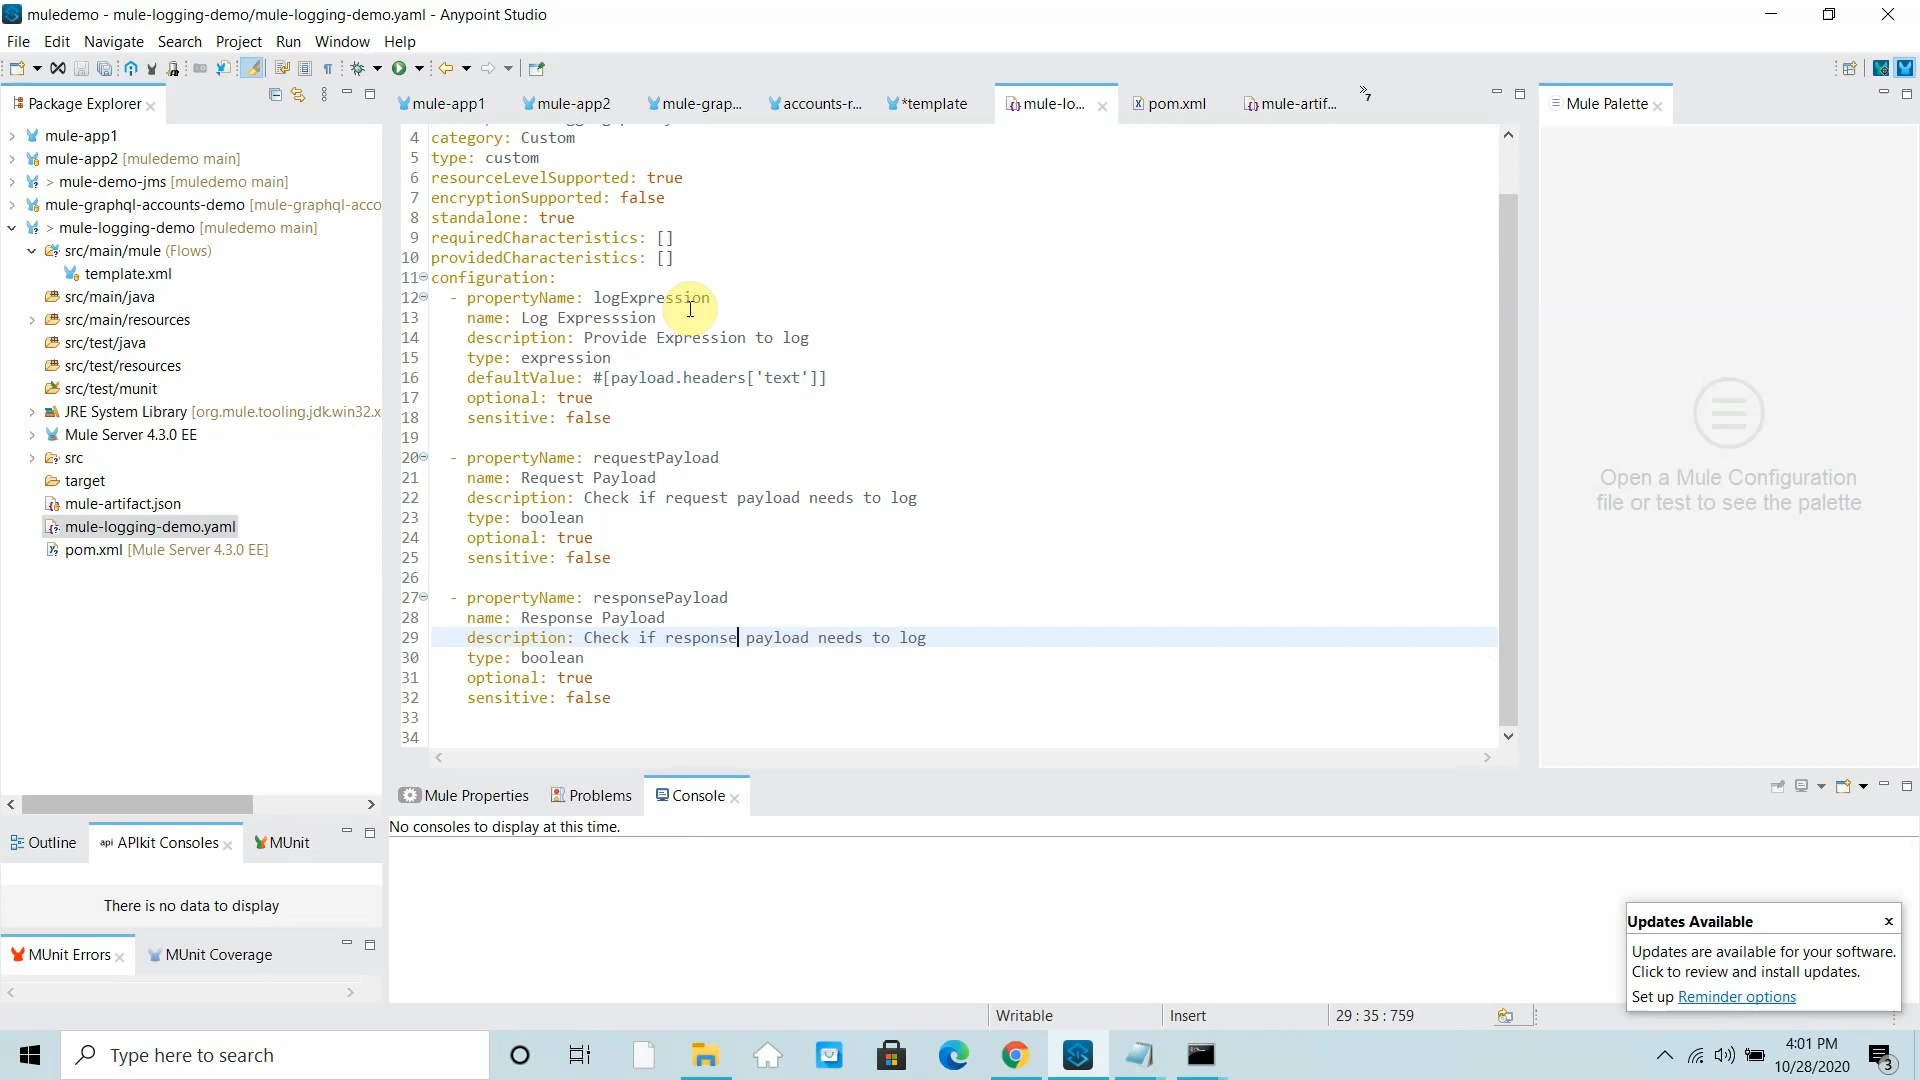 muledemo - mule-logging-demo/mule-logging-demo.yaml - Anypoint Studio
File Edit Navigate Search Project Run Window Help
Package Explorer
mule-app1
mule-app2 [muledemo main]
> mule-demo-jms [muledemo main]
mule-graphql-accounts-demo [mule-graphql-acco
> mule-logging-demo [muledemo main]
src/main/mule (Flows)
template.xml
src/main/java
src/main/resources
src/test/java
src/test/resources
src/test/munit
JRE System Library [org.mule.tooling.jdk.win32.x
Mule Server 4.3.0 EE
src
target
mule-artifact.json
mule-logging-demo.yaml
pom.xml [Mule Server 4.3.0 EE]
mule-app1 mule-app2 mule-grap... accounts-r... *template mule-lo... pom.xml mule-artif... »7
4 category: Custom
5 type: custom
6 resourceLevelSupported: true
7 encryptionSupported: false
8 standalone: true
9 requiredCharacteristics: []
10 providedCharacteristics: []
11 configuration:
12 - propertyName: logExpression
13 name: Log Expresssion
14 description: Provide Expression to log
15 type: expression
16 defaultValue: #[payload.headers['text']]
17 optional: true
18 sensitive: false
19
20 - propertyName: requestPayload
21 name: Request Payload
22 description: Check if request payload needs to log
23 type: boolean
24 optional: true
25 sensitive: false
26
27 - propertyName: responsePayload
28 name: Response Payload
29 description: Check if response payload needs to log
30 type: boolean
31 optional: true
32 sensitive: false
33
34
Mule Palette
Open a Mule Configuration
file or test to see the palette
Outline api APIkit Consoles MUnit
There is no data to display
MUnit Errors MUnit Coverage
Mule Properties Problems Console
No consoles to display at this time.
Updates Available
Updates are available for your software.
Click to review and install updates.
Set up Reminder options
Writable Insert 29 : 35 : 759
Type here to search
4:01 PM
10/28/2020
3